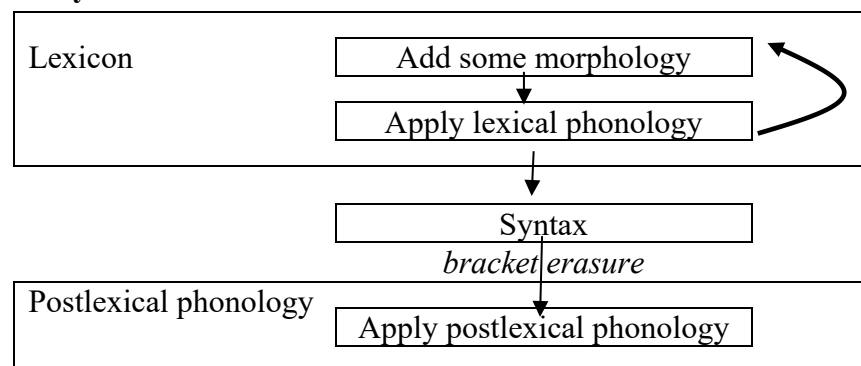 Lexicon
Add some morphology
Apply lexical phonology
Syntax
bracket erasure
Postlexical phonology
Apply postlexical phonology